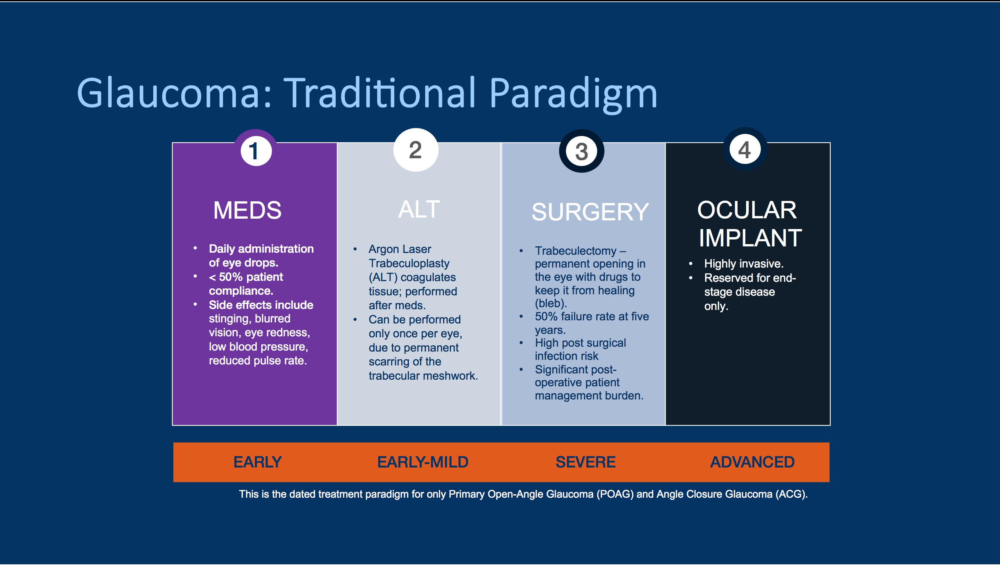 Glaucoma: Traditional Paradigm
1
MEDS
• Daily administration
of eye drops.
• < 50% patient
compliance.
• Side effects include
stinging, blurred
vision, eye redness,
low blood pressure,
reduced pulse rate.
2
ALT
• Argon Laser
Trabeculoplasty
(ALT) coagulates
tissue; performed
after meds.
• Can be performed
only once per eye,
due to permanent
scarring of the
trabecular meshwork.
3
SURGERY
• Trabeculectomy –
permanent opening in
the eye with drugs to
keep it from healing
(bleb).
• 50% failure rate at five
years.
• High post surgical
infection risk
• Significant post-
operative patient
management burden.
4
OCULAR
IMPLANT
• Highly invasive.
• Reserved for end-
stage disease
only.
EARLY
EARLY-MILD
SEVERE
ADVANCED
This is the dated treatment paradigm for only Primary Open-Angle Glaucoma (POAG) and Angle Closure Glaucoma (ACG).